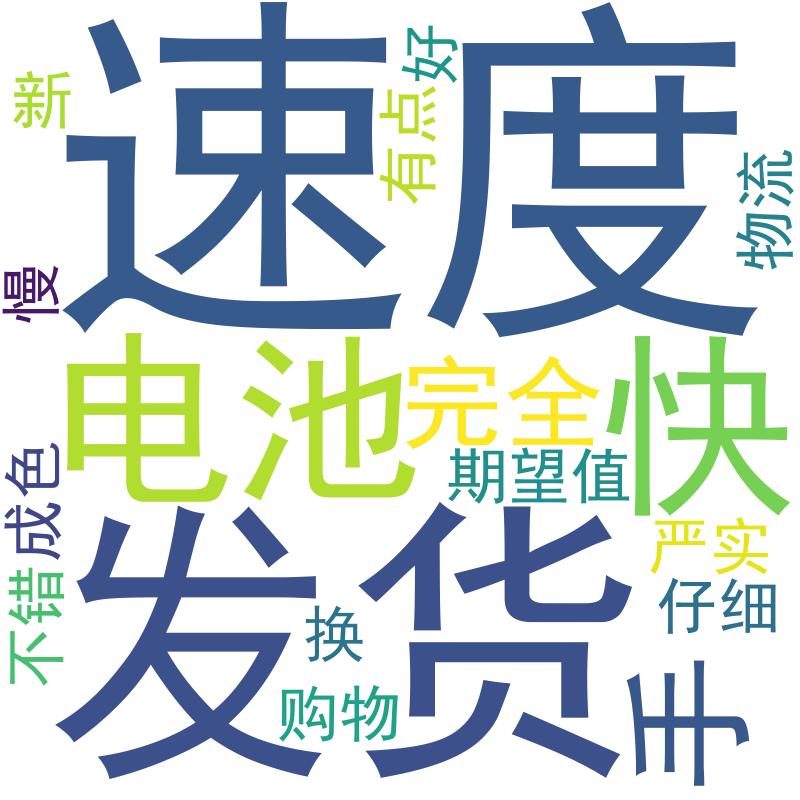 速度
新
有点
好
物流
慢
电池
完全
快
期望值
成色
发货
严实
仔细
不错
换
购物
手